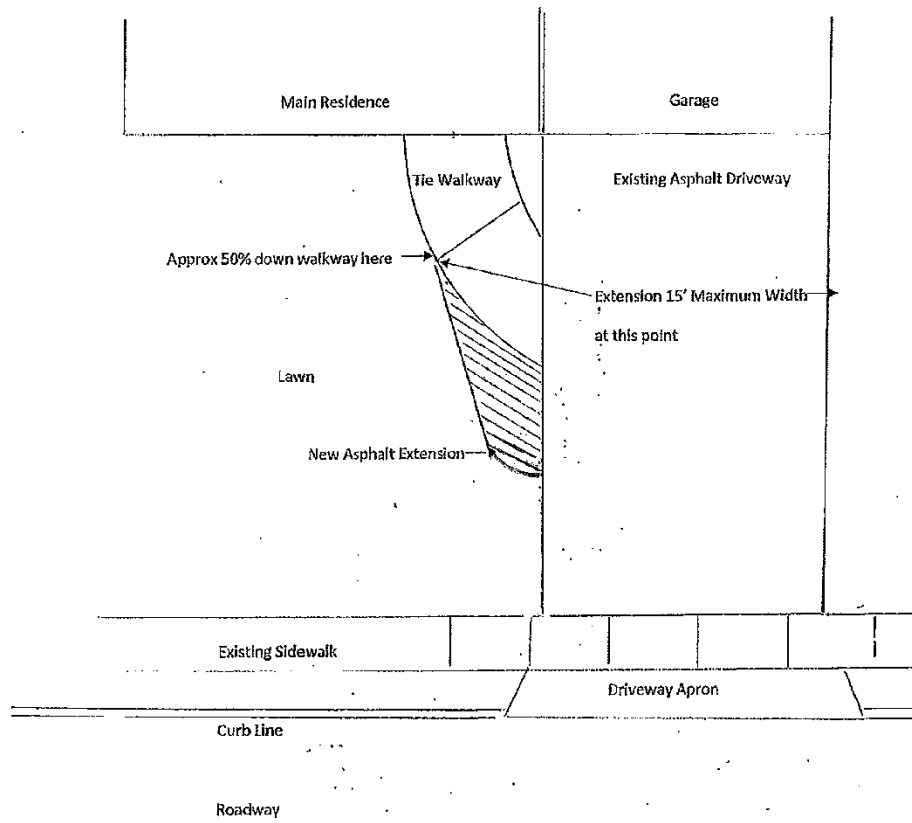 Main Residence
Garage
Tie Walkway
Existing Asphalt Driveway
Approx 50% down walkway here
Extension 15' Maximum Width
at this point
Lawn
New Asphalt Extension
Existing Sidewalk
Driveway Apron
Curb Line
Roadway